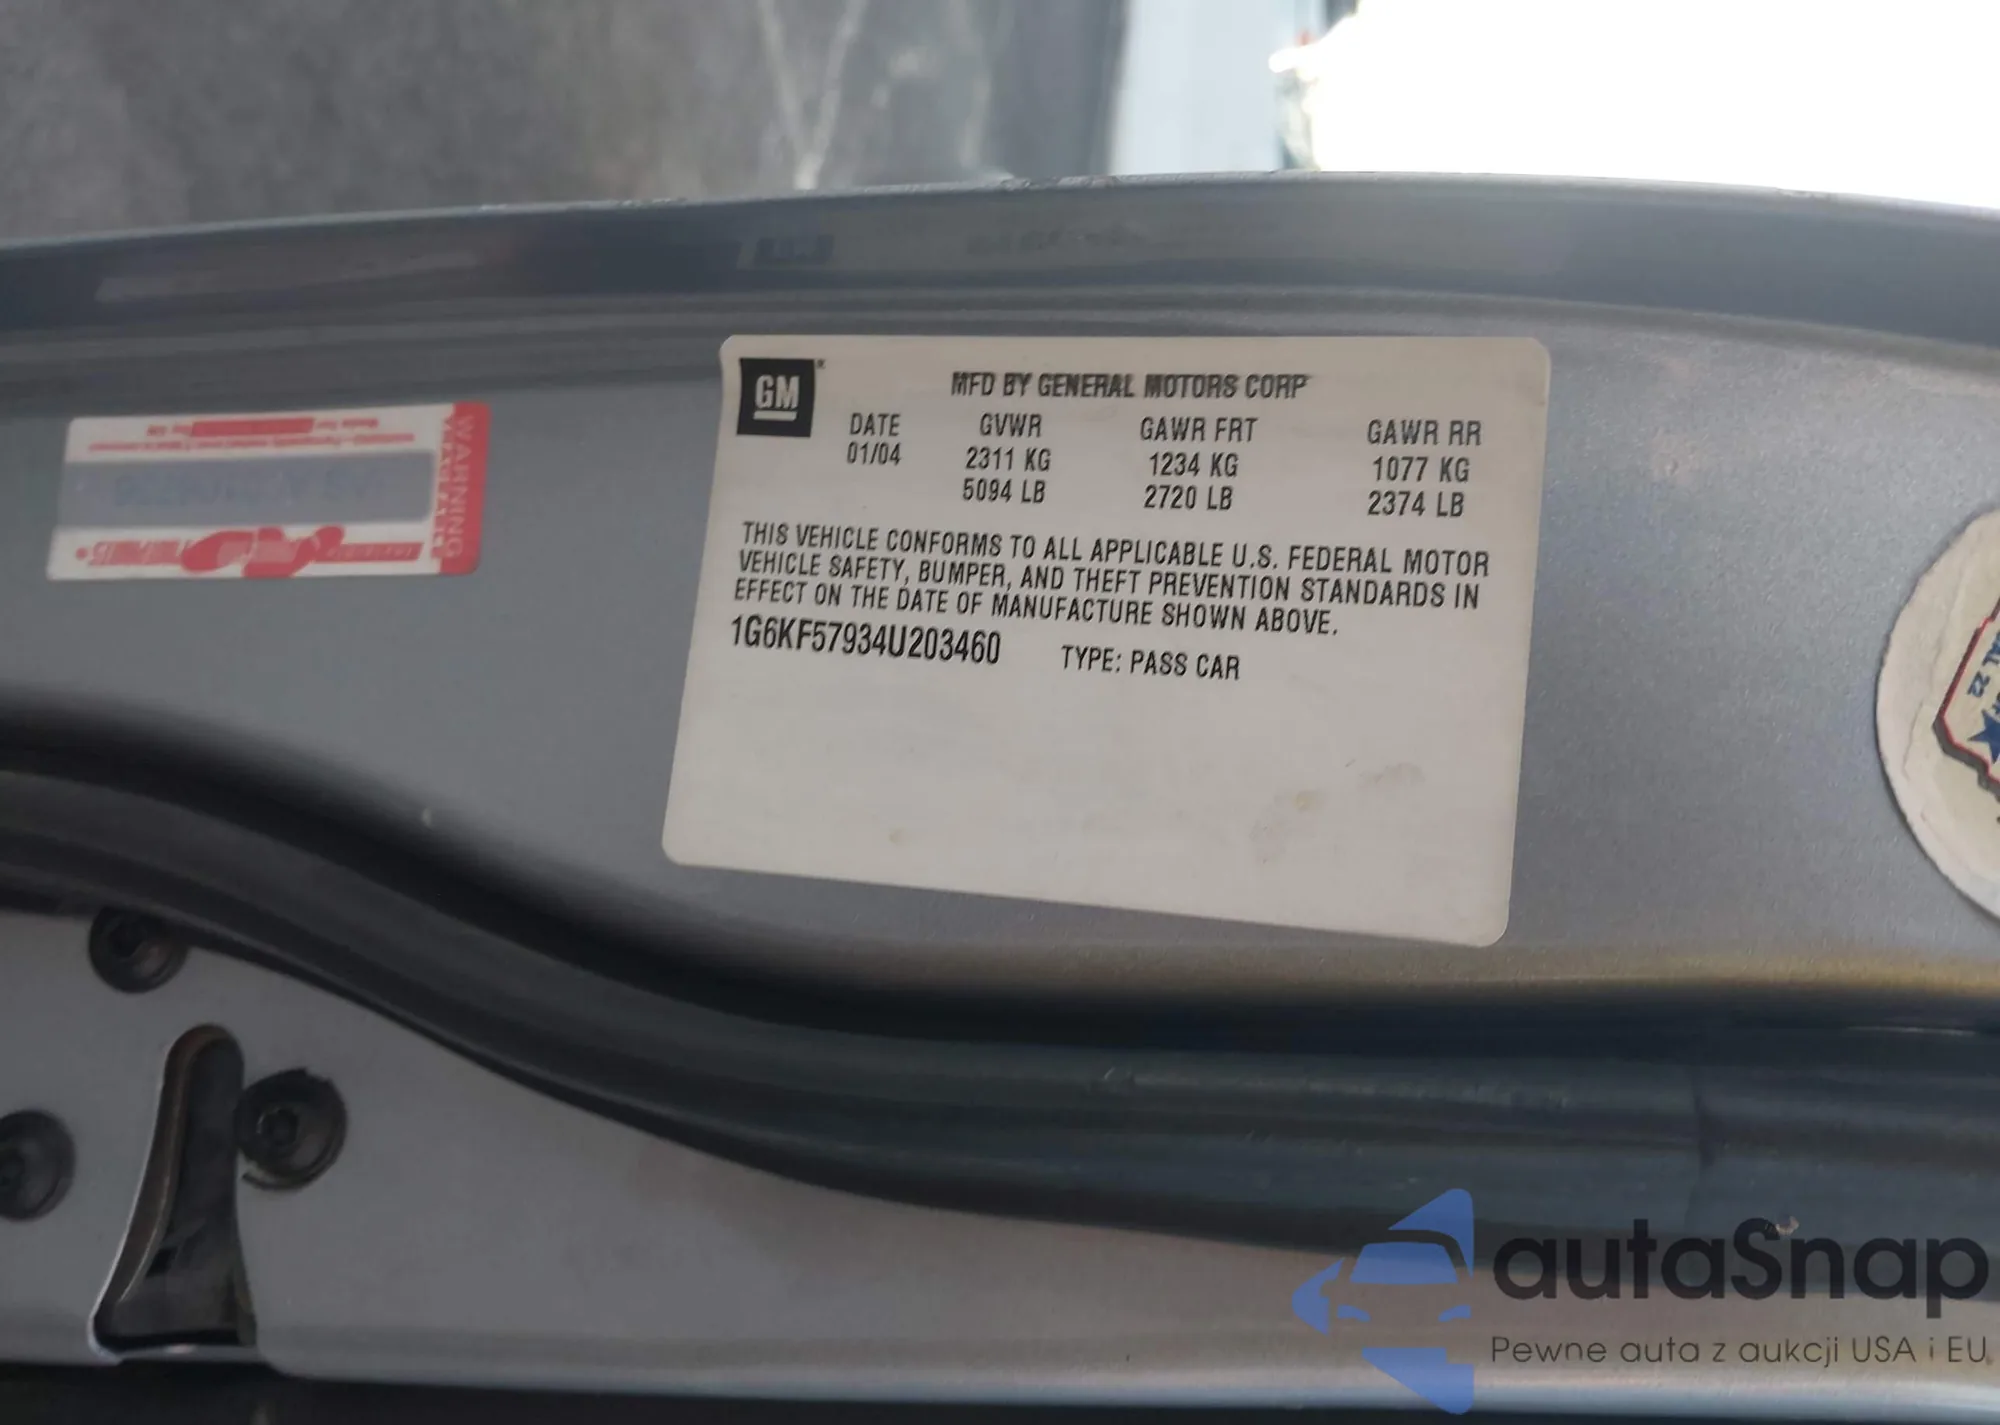 GM
MFD BY GENERAL MOTORS CORP
DATE GVWR GAWR FRT GAWR RR
01/04 2311 KG 1234 KG 1077 KG
5094 LB 2720 LB 2374 LB
THIS VEHICLE CONFORMS TO ALL APPLICABLE U.S. FEDERAL MOTOR
VEHICLE SAFETY, BUMPER, AND THEFT PREVENTION STANDARDS IN
EFFECT ON THE DATE OF MANUFACTURE SHOWN ABOVE.
1G6KF57934U203460 TYPE: PASS CAR
WARNING
22
autaSnap
Pewne auta z aukcji USA i EU